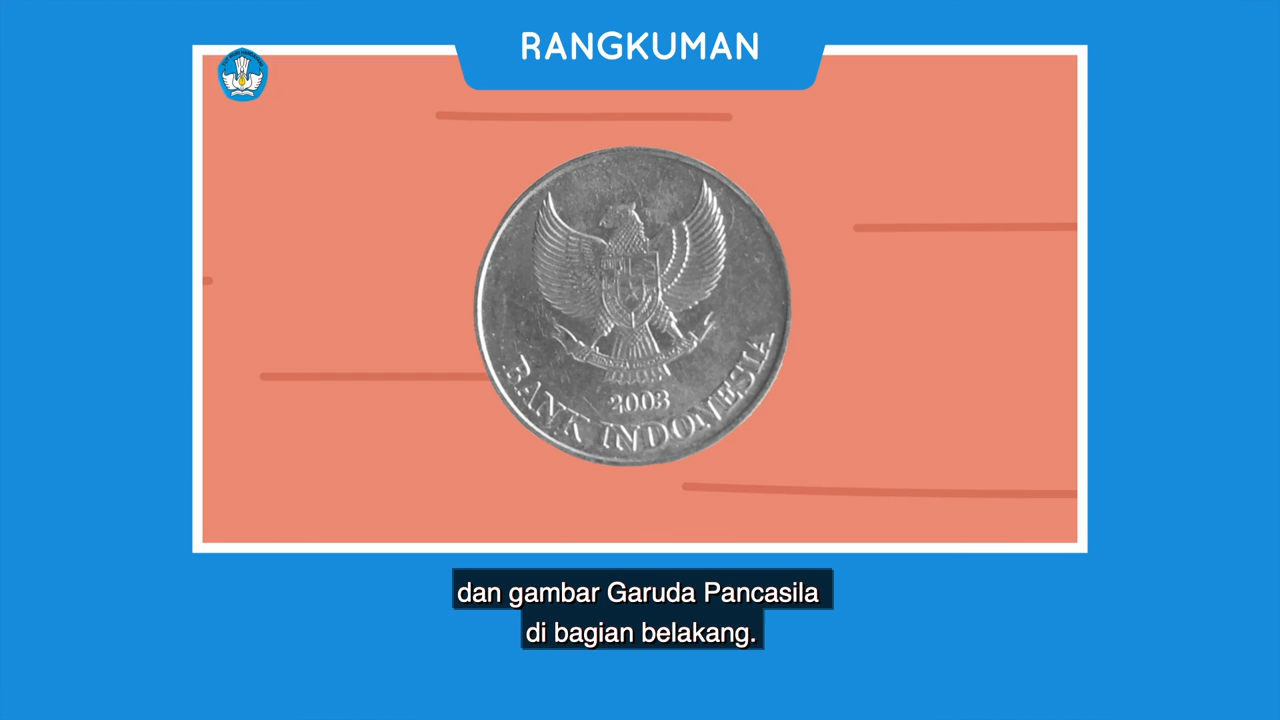 RANGKUMAN
2003
BANK INDONESIA
dan gambar Garuda Pancasila
di bagian belakang.